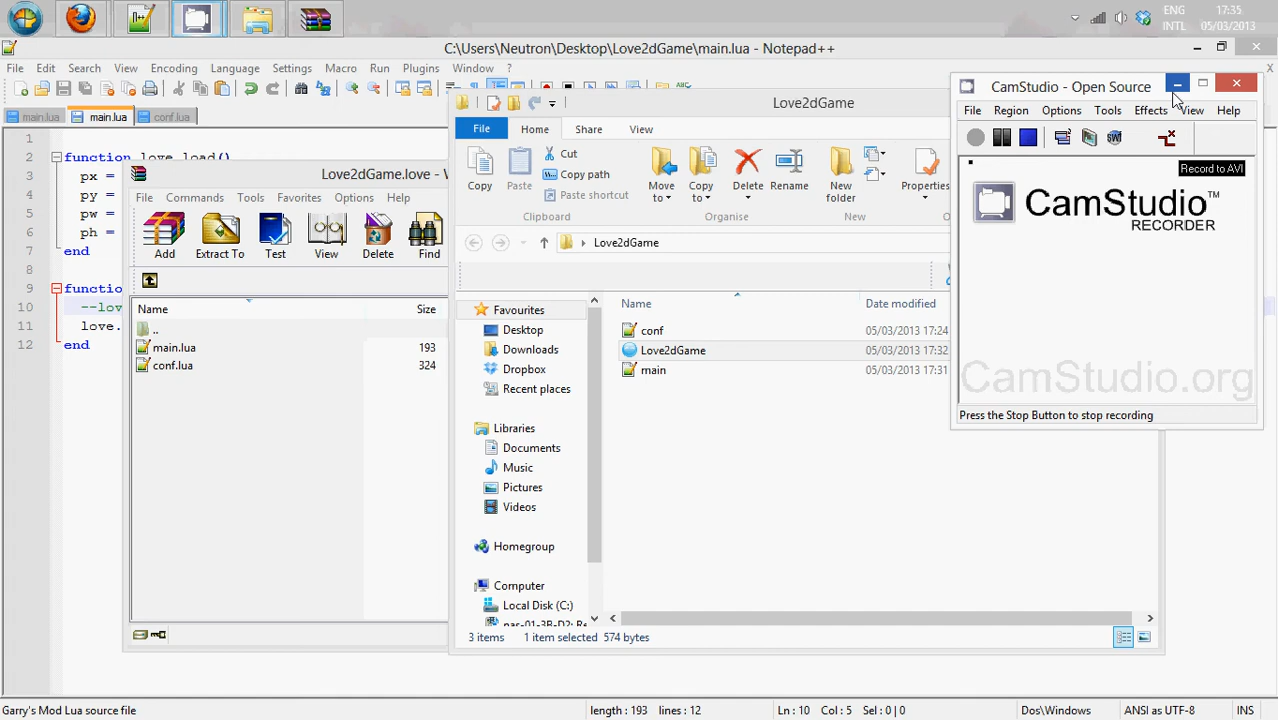 ENG
INTL
17:35
05/03/2013
C:\Users\Neutron\Desktop\Love2dGame\main.lua - Notepad++
File Edit Search View Encoding Language Settings Macro Run Plugins Window ? X
main.lua main.lua conf.lua
1
2 function love.load()
3 px =
4 py =
5 pw =
6 ph =
7 end
8
9 functio
10 --lov
11 love.
12 end
Love2dGame.love - W
File Commands Tools Favorites Options Help
Add Extract To Test View Delete Find
Name Size
..
main.lua 193
conf.lua 324
Love2dGame
File Home Share View
Copy
Paste
Cut
Copy path
Paste shortcut
Clipboard
Move to
Copy to
Delete
Rename
Organise
New folder
New
Properties
O
Love2dGame
Favourites
Desktop
Downloads
Dropbox
Recent places
Libraries
Documents
Music
Pictures
Videos
Homegroup
Computer
Local Disk (C:)
Name Date modified
conf 05/03/2013 17:24
Love2dGame 05/03/2013 17:32
main 05/03/2013 17:31
3 items 1 item selected 574 bytes
CamStudio - Open Source
File Region Options Tools Effects View Help
SWF
Record to AVI
CamStudio™
RECORDER
CamStudio.org
Press the Stop Button to stop recording
Garry's Mod Lua source file length : 193 lines : 12 Ln : 10 Col : 5 Sel : 0 | 0 Dos\Windows ANSI as UTF-8 INS